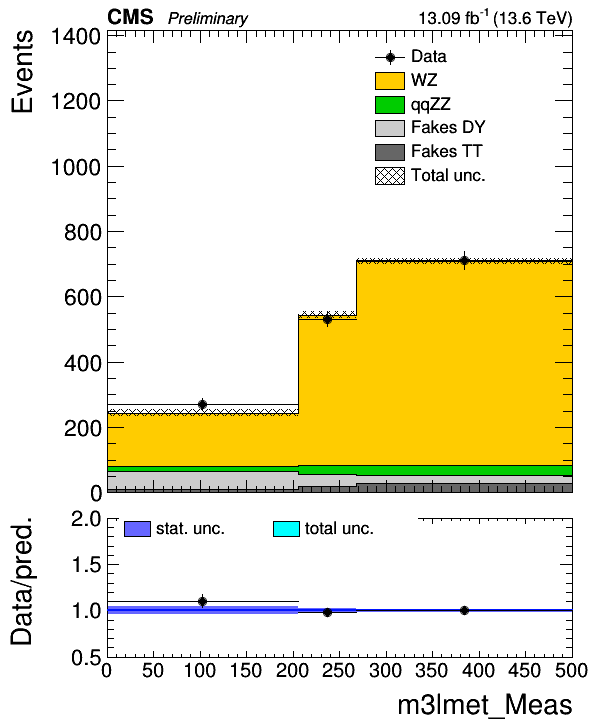 CMS Preliminary 13.09 fb⁻¹ (13.6 TeV)
Events
1400
1200
1000
800
600
400
200
0
Data
WZ
qqZZ
Fakes DY
Fakes TT
Total unc.
Data/pred.
2.0
1.5
1.0
0.5
stat. unc. total unc.
0 50 100 150 200 250 300 350 400 450 500
m3lmet_Meas